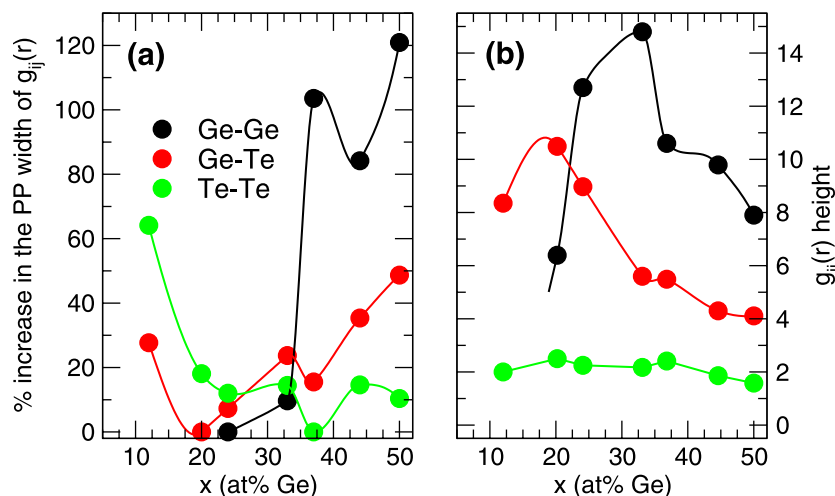 (a)
% increase in the PP width of g_ij(r)
120
100
80
60
40
20
0
Ge-Ge
Ge-Te
Te-Te
10 20 30 40 50
x (at% Ge)
(b)
14
12
10
8
6
4
2
0
g_ij(r) height
10 20 30 40 50
x (at% Ge)